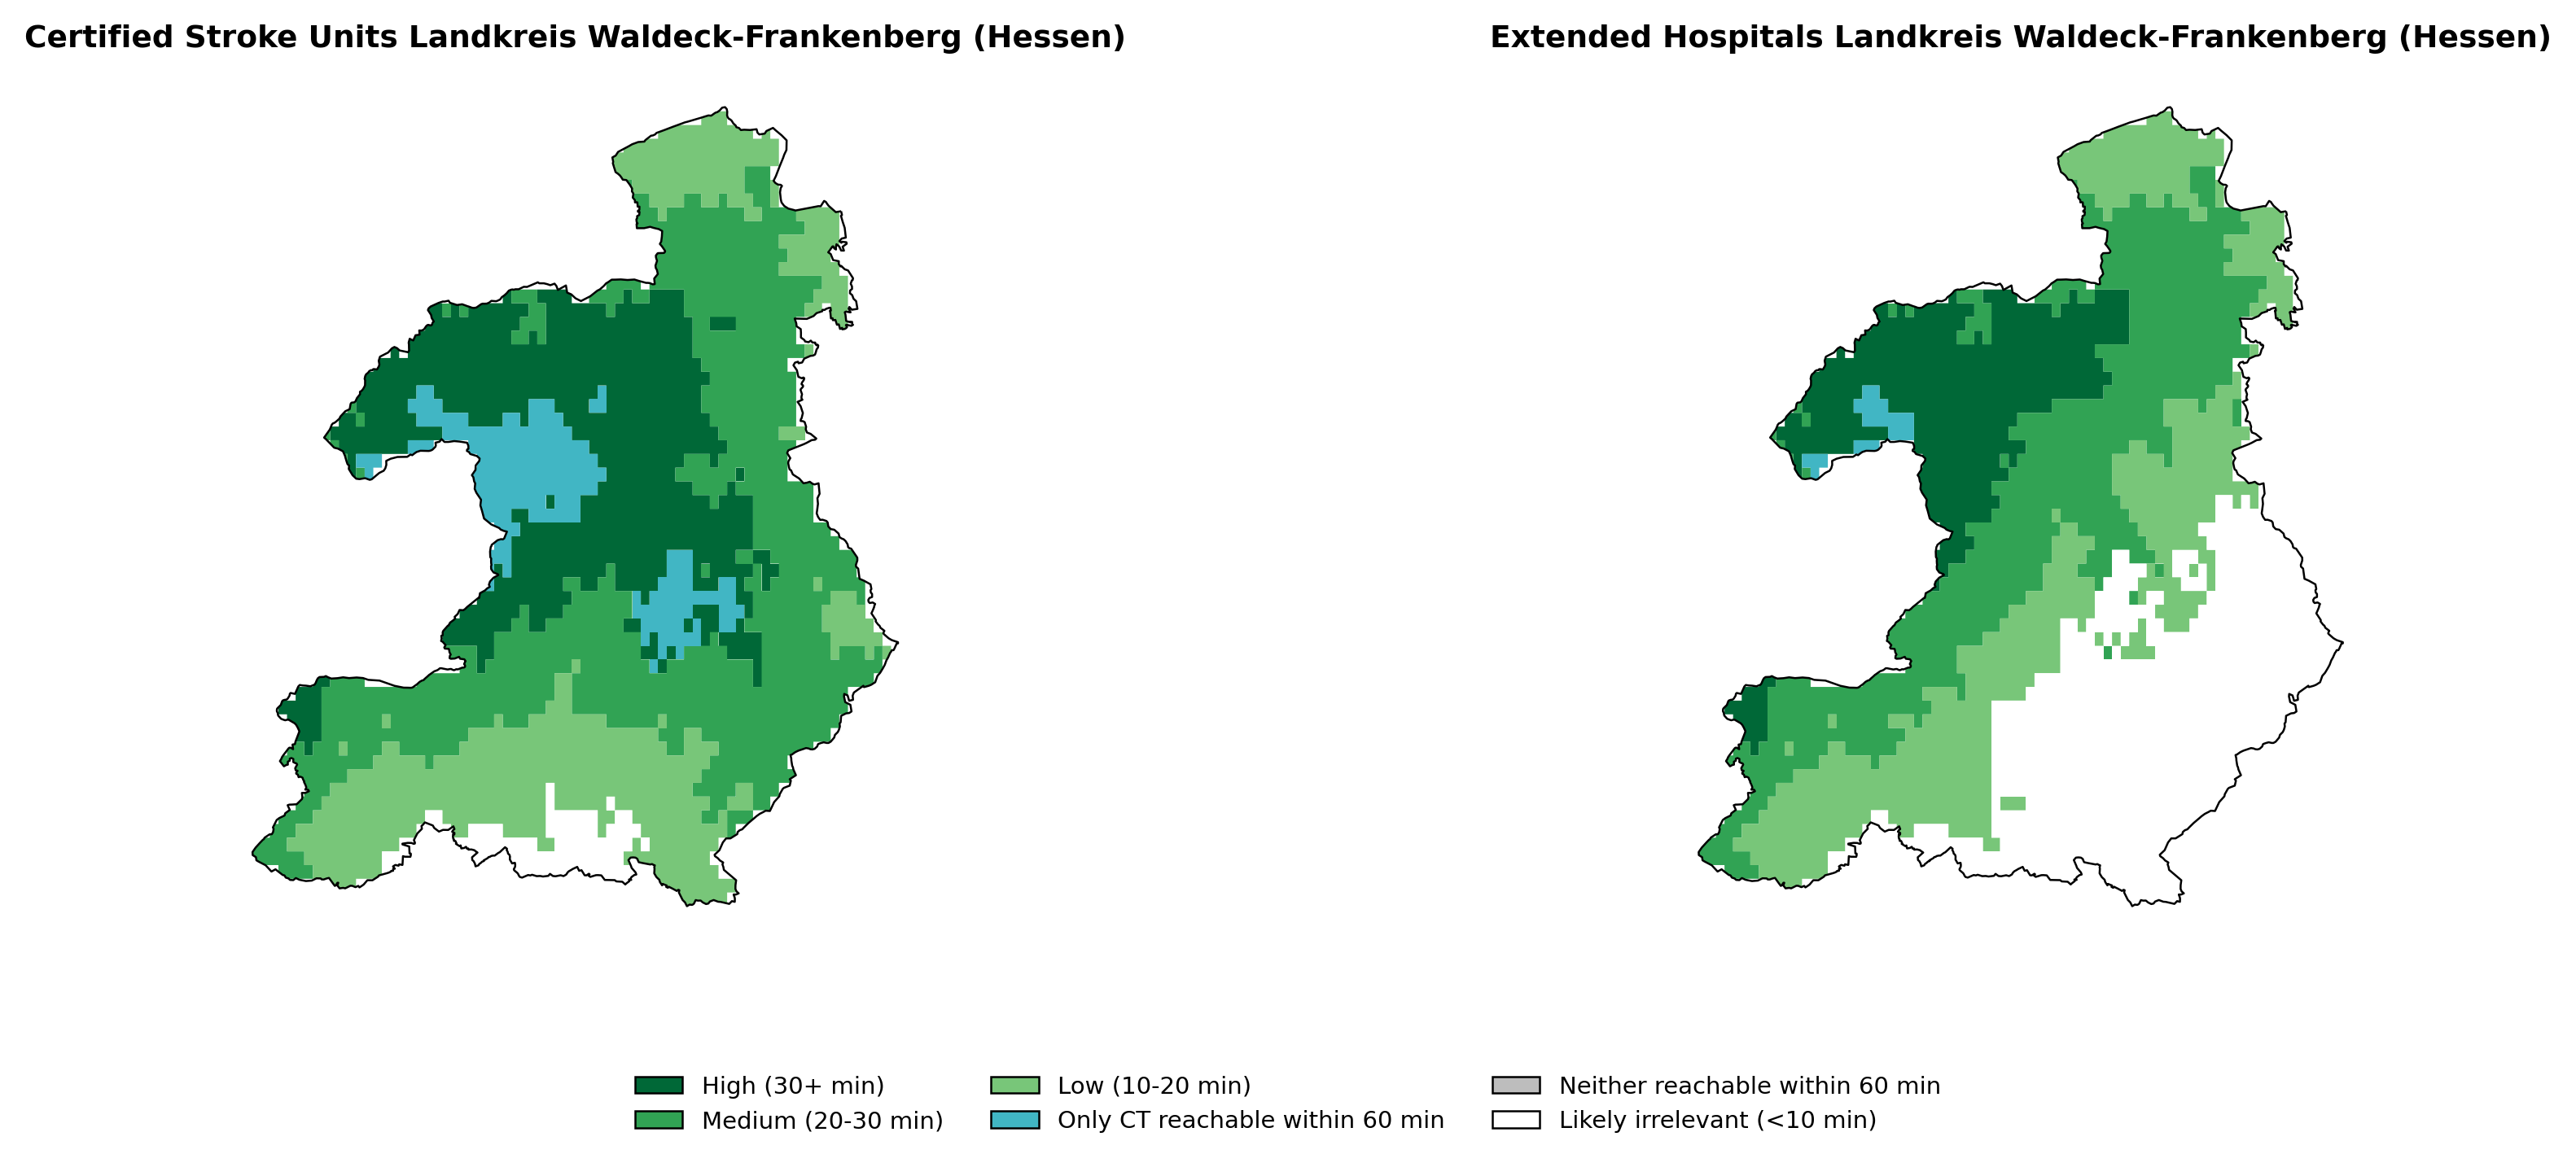 Certified Stroke Units Landkreis Waldeck-Frankenberg (Hessen)
Extended Hospitals Landkreis Waldeck-Frankenberg (Hessen)
High (30+ min)
Medium (20-30 min)
Low (10-20 min)
Only CT reachable within 60 min
Neither reachable within 60 min
Likely irrelevant (<10 min)